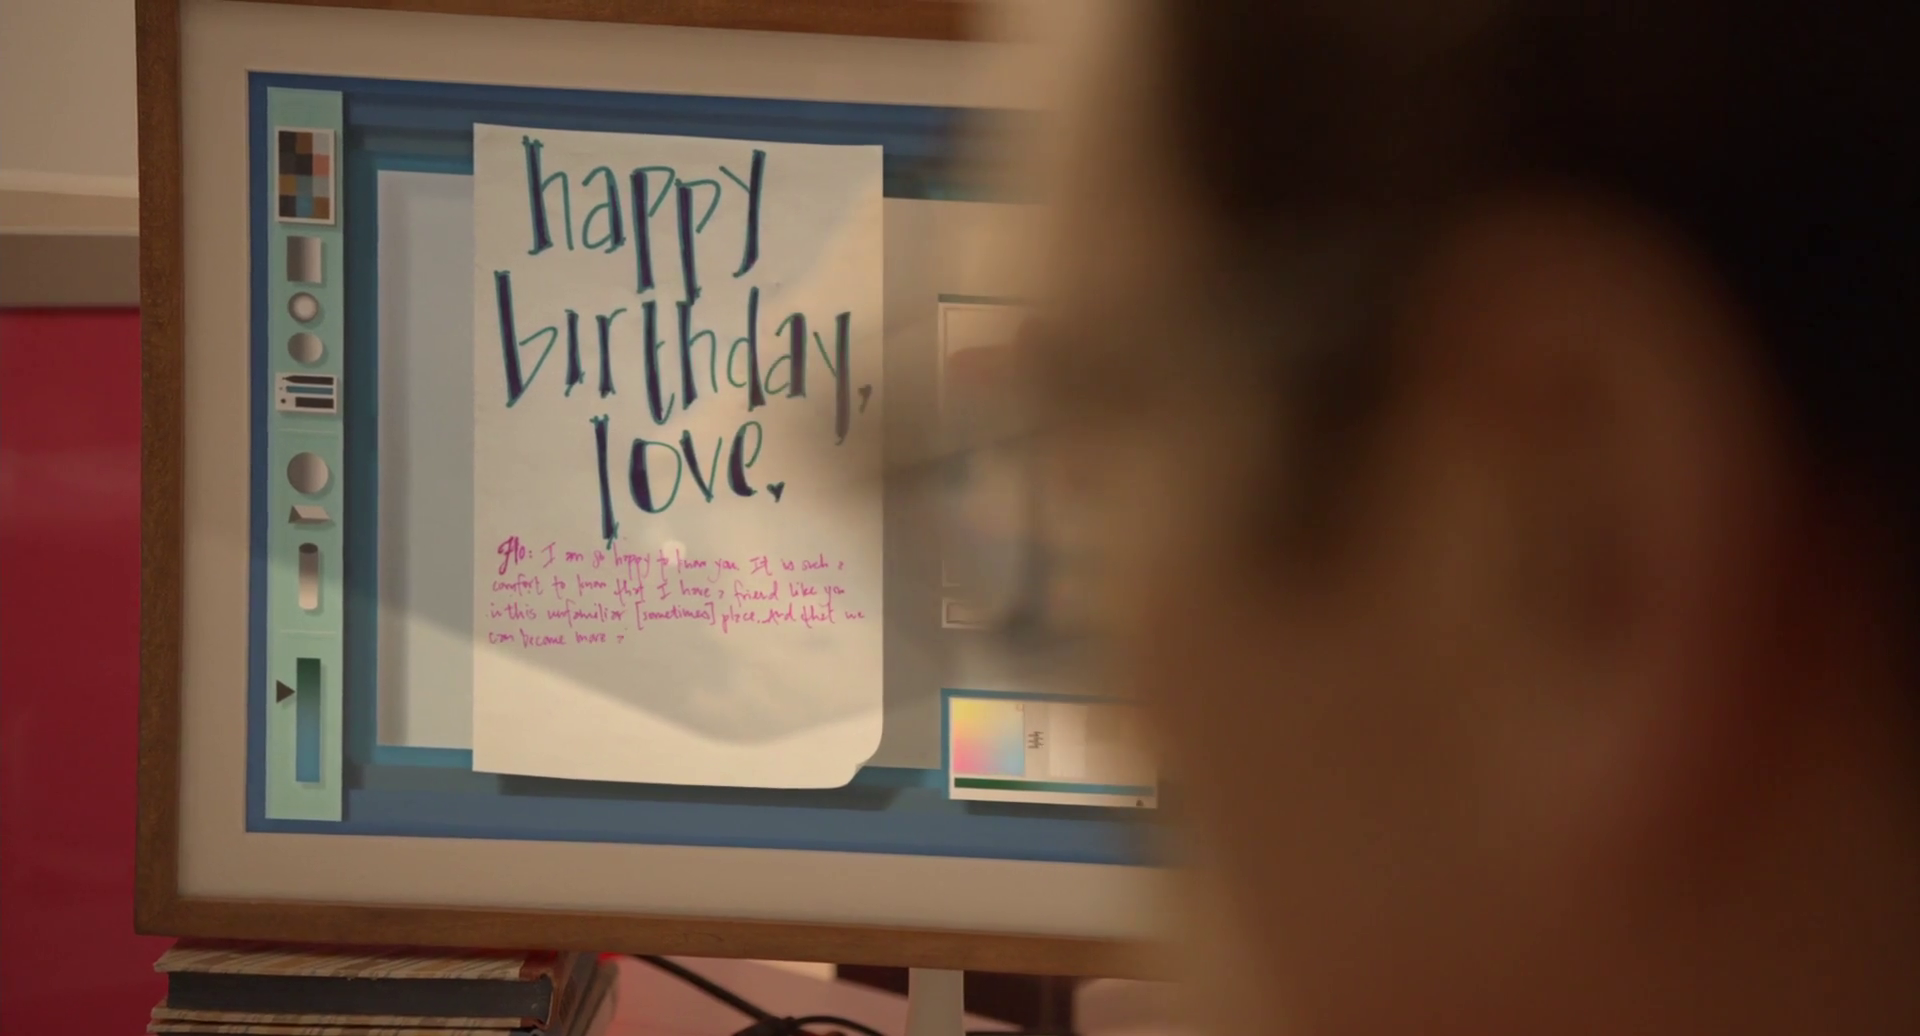 happy
birthday,
love.
Flo: I am so happy to know you. It is such a
comfort to know that I have a friend like you
in this unfamiliar [sometimes] place. And that we
can become more